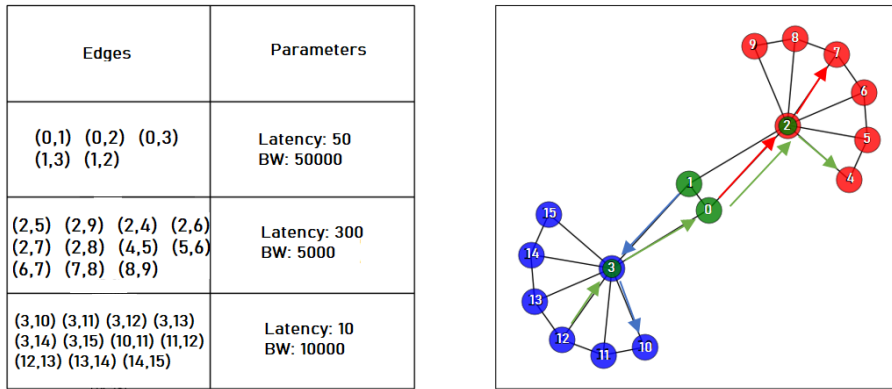 Edges Parameters
(0,1) (0,2) (0,3)
(1,3) (1,2)
Latency: 50
BW: 50000
(2,5) (2,9) (2,4) (2,6)
(2,7) (2,8) (4,5) (5,6)
(6,7) (7,8) (8,9)
Latency: 300
BW: 5000
(3,10) (3,11) (3,12) (3,13)
(3,14) (3,15) (10,11) (11,12)
(12,13) (13,14) (14,15)
Latency: 10
BW: 10000
9
8
7
6
5
4
2
1
0
15
14
13
12
11
10
3